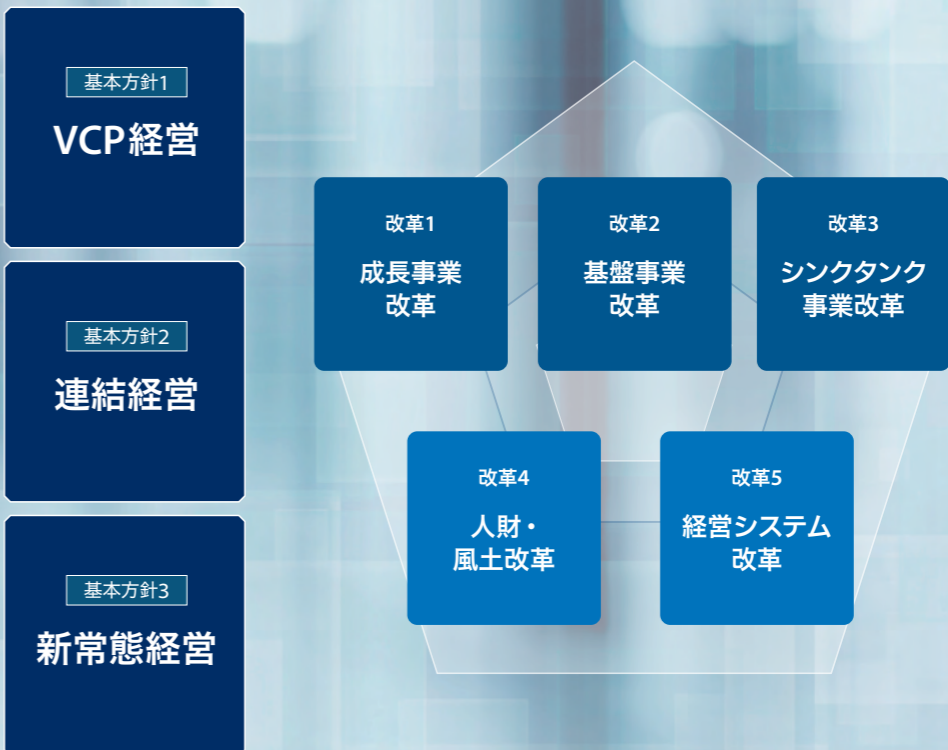 基本方針1
VCP経営
基本方針2
連結経営
基本方針3
新常態経営
改革1
成長事業
改革
改革2
基盤事業
改革
改革3
シンクタンク
事業改革
改革4
人財・
風土改革
改革5
経営システム
改革